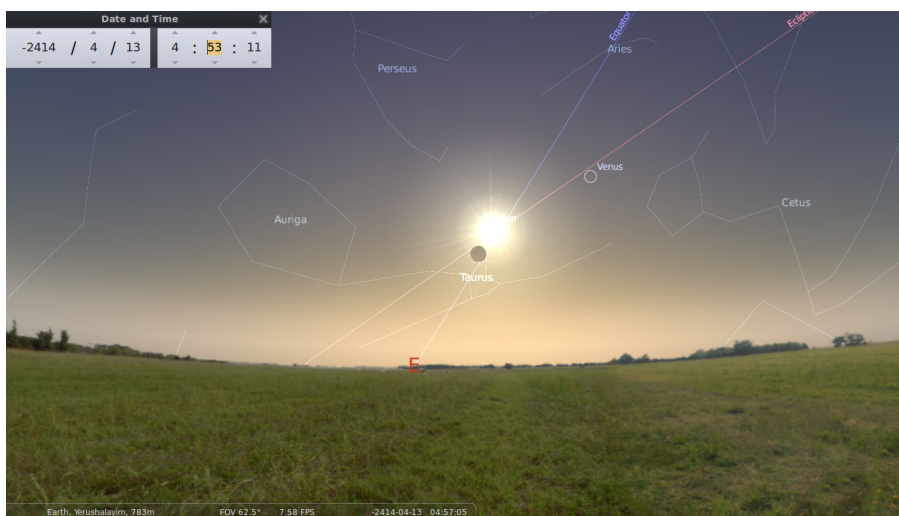 Date and Time
-2414 / 4 / 13 4 : 53 : 11
Equator
Ecliptic
Aries
Perseus
Venus
Cetus
Auriga
Taurus
E
Earth, Yerushalayim, 783m FOV 62.5° 7.58 FPS -2414-04-13 04:57:05